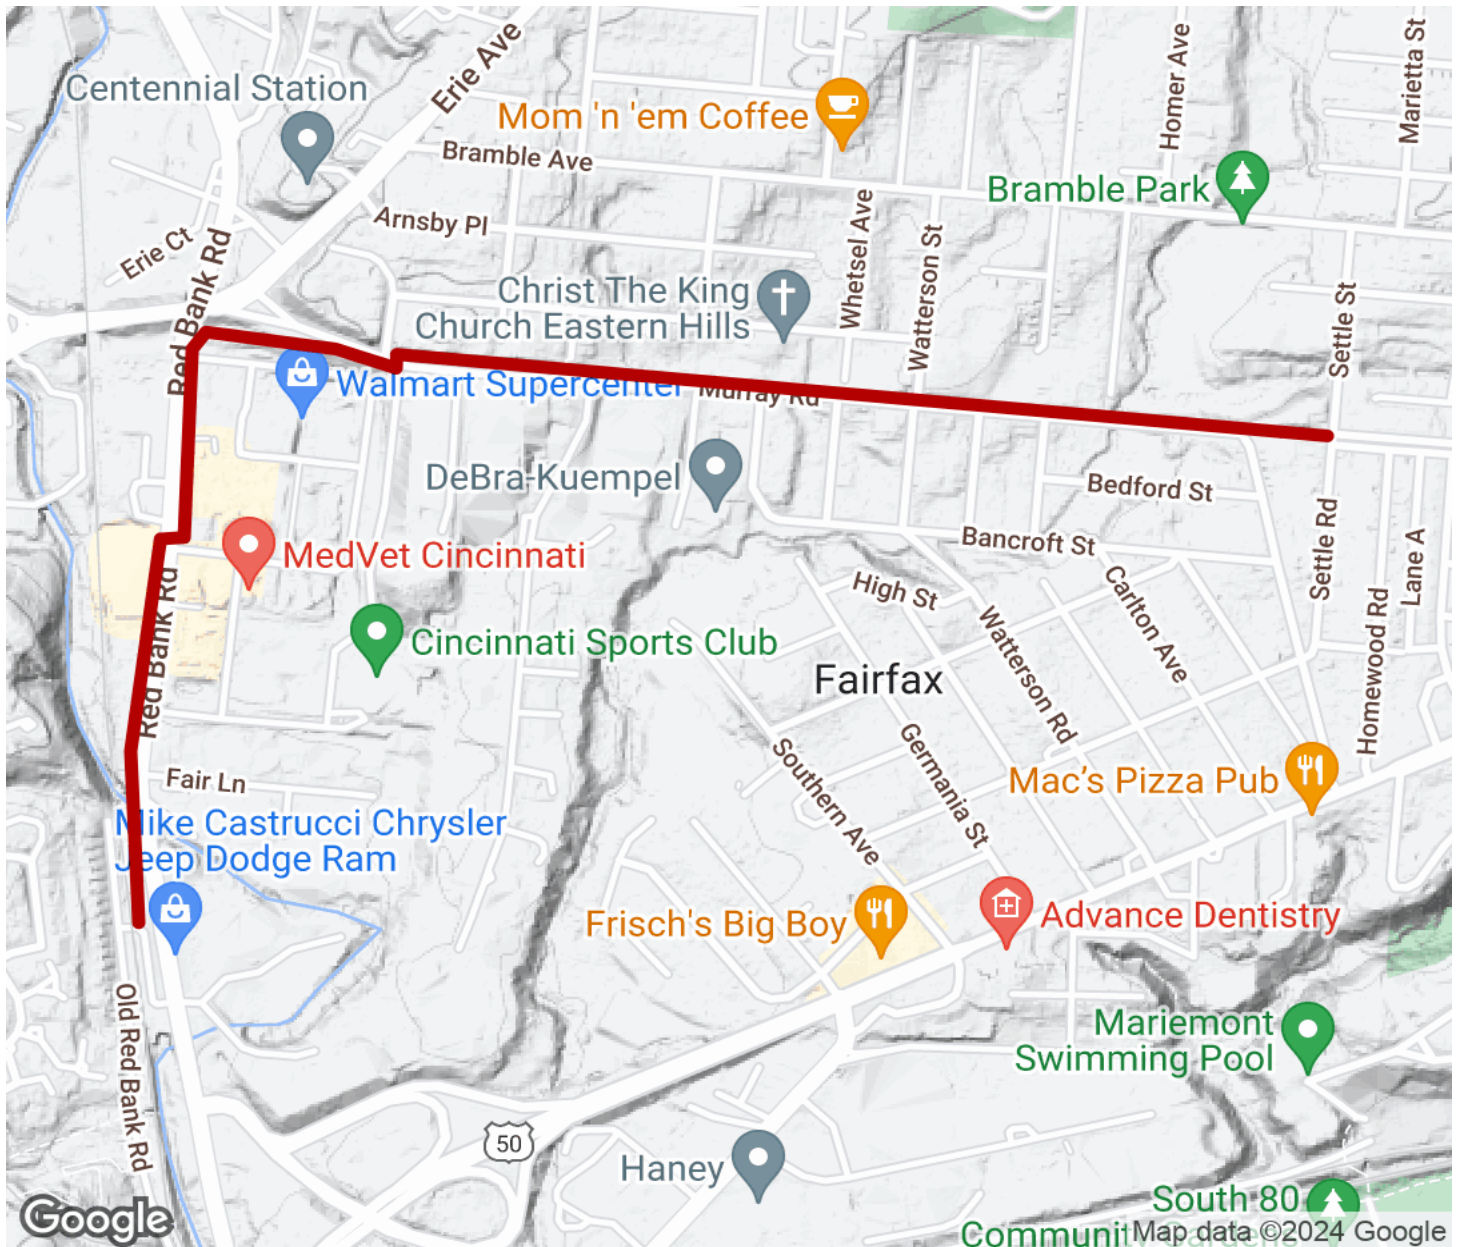 Centennial Station
Erie Ave
Mom 'n 'em Coffee
Homer Ave
Marietta St
Bramble Ave
Bramble Park
Arnsby Pl
Erie Ct
Red Bank Rd
Whetsel Ave
Watterson St
Christ The King
Church Eastern Hills
Settle St
Walmart Supercenter
Murray Rd
DeBra-Kuempel
Bedford St
Bancroft St
MedVet Cincinnati
High St
Carlton Ave
Settle Rd
Lane A
Homewood Rd
Red Bank Rd
Cincinnati Sports Club
Watterson Rd
Fairfax
Germania St
Southern Ave
Mac's Pizza Pub
Fair Ln
Mike Castrucci Chrysler
Jeep Dodge Ram
Frisch's Big Boy
Advance Dentistry
Old Red Bank Rd
Mariemont
Swimming Pool
50
Haney
South 80
Google
Map data ©2024 Google